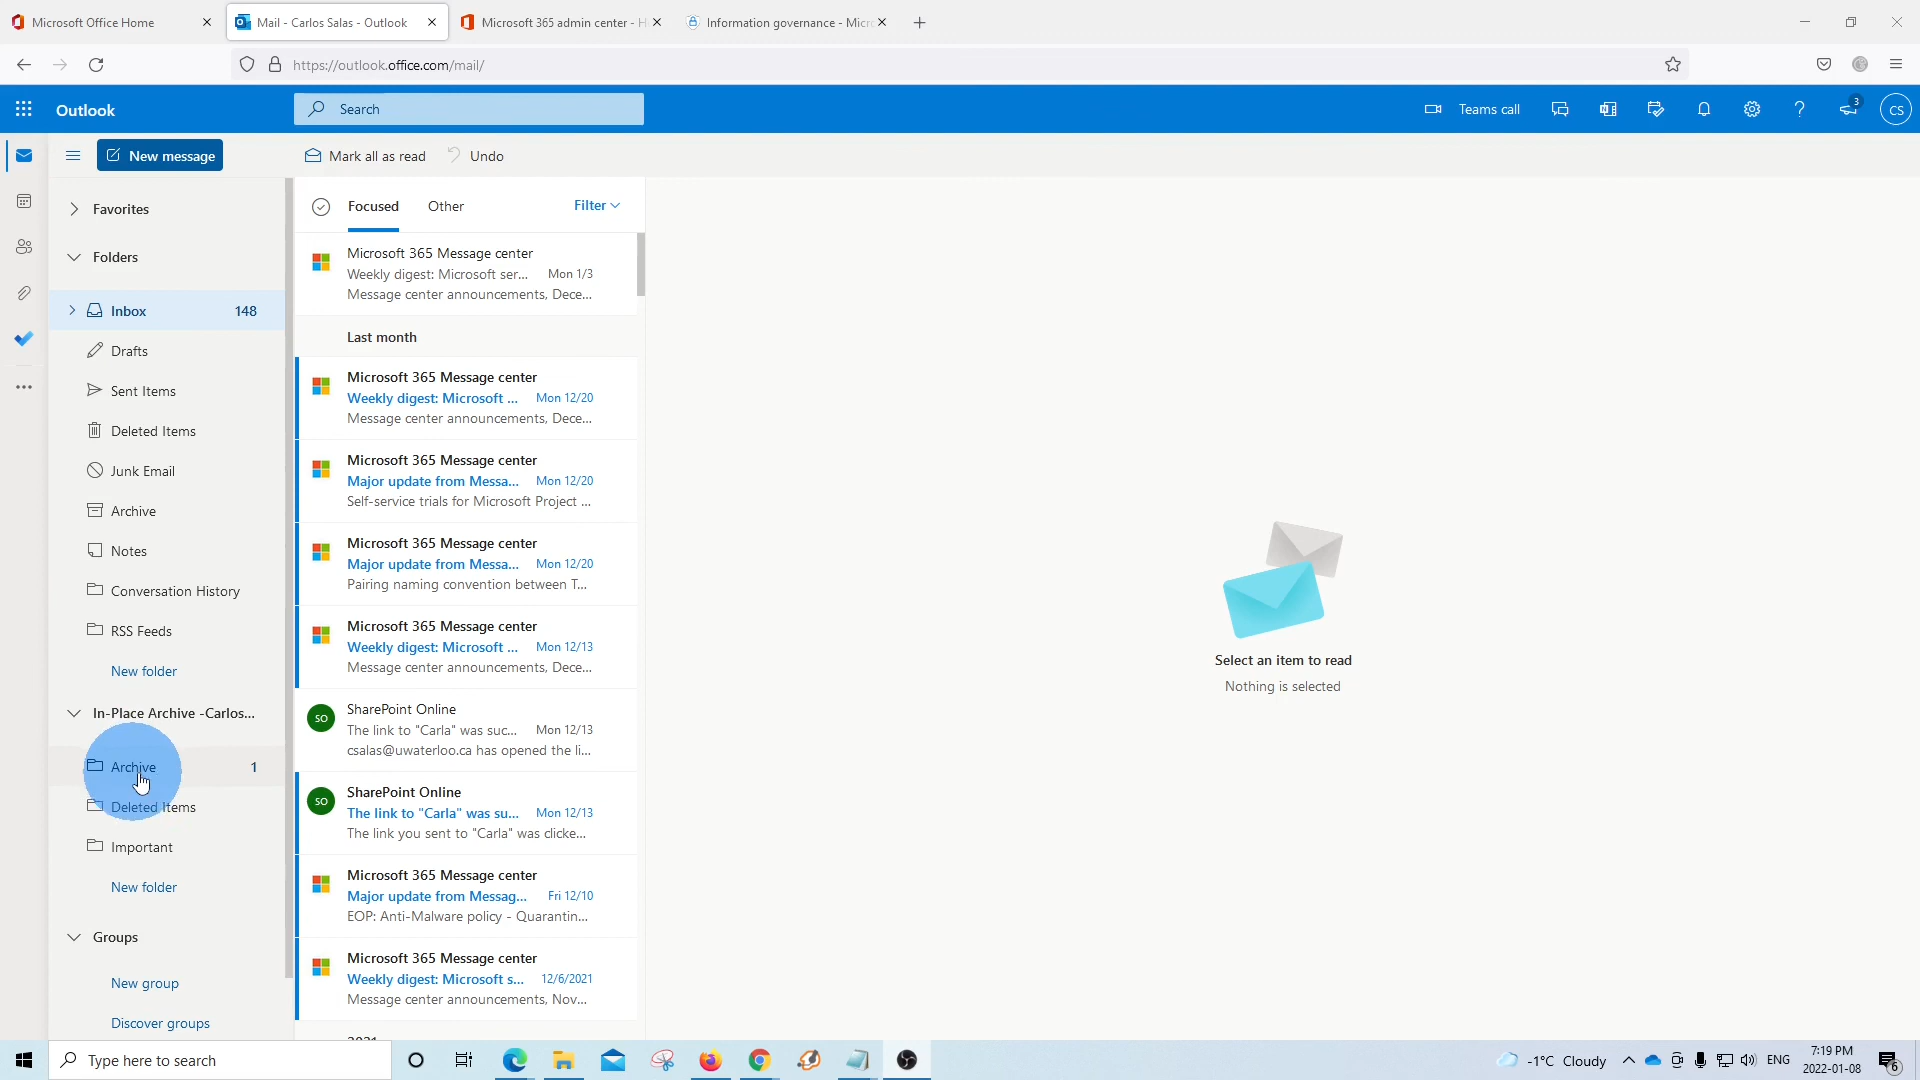 Microsoft Office Home
Mail - Carlos Salas - Outlook
Microsoft 365 admin center - H
Information governance - Micro
https://outlook.office.com/mail/
Outlook
Search
Teams call
3
CS
New message
Mark all as read
Undo
Favorites
Folders
Inbox 148
Drafts
Sent Items
Deleted Items
Junk Email
Archive
Notes
Conversation History
RSS Feeds
New folder
In-Place Archive -Carlos...
Archive 1
Deleted Items
Important
New folder
Groups
New group
Discover groups
Focused
Other
Filter
Microsoft 365 Message center
Weekly digest: Microsoft ser... Mon 1/3
Message center announcements, Dece...
Last month
Microsoft 365 Message center
Weekly digest: Microsoft ... Mon 12/20
Message center announcements, Dece...
Microsoft 365 Message center
Major update from Messa... Mon 12/20
Self-service trials for Microsoft Project ...
Microsoft 365 Message center
Major update from Messa... Mon 12/20
Pairing naming convention between T...
Microsoft 365 Message center
Weekly digest: Microsoft ... Mon 12/13
Message center announcements, Dece...
SO
SharePoint Online
The link to "Carla" was suc... Mon 12/13
csalas@uwaterloo.ca has opened the li...
SO
SharePoint Online
The link to "Carla" was su... Mon 12/13
The link you sent to "Carla" was clicke...
Microsoft 365 Message center
Major update from Messag... Fri 12/10
EOP: Anti-Malware policy - Quarantin...
Microsoft 365 Message center
Weekly digest: Microsoft s... 12/6/2021
Message center announcements, Nov...
2021
Select an item to read
Nothing is selected
Type here to search
-1°C Cloudy
ENG
7:19 PM
2022-01-08
6